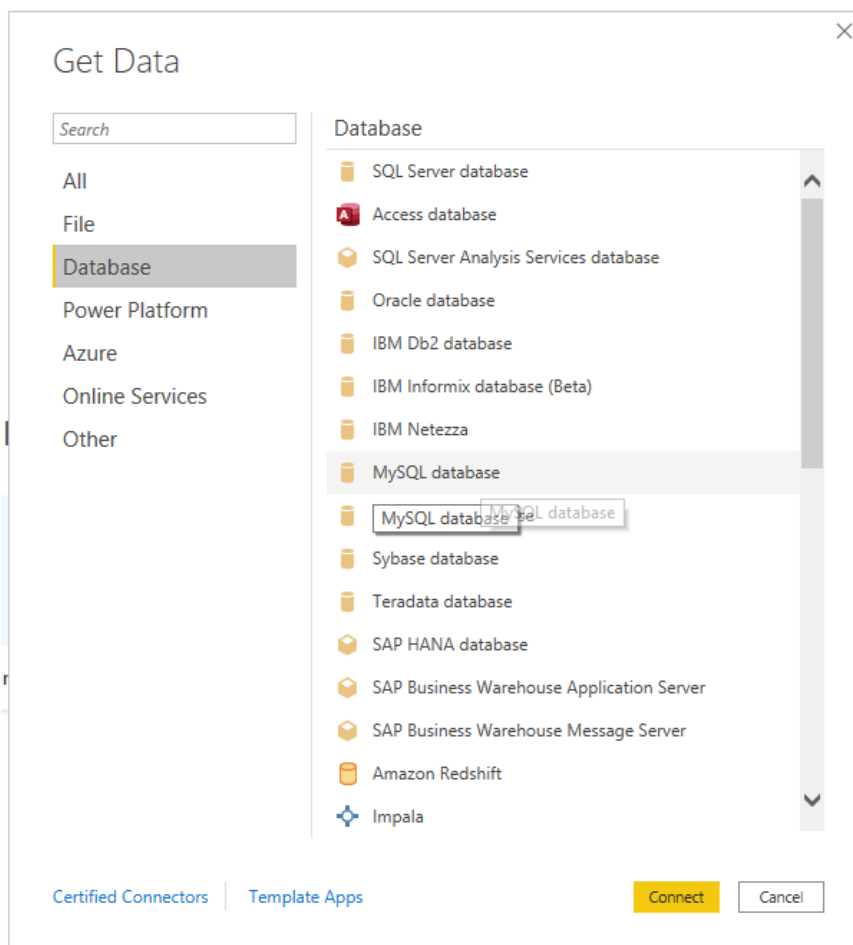 Get Data
Search
All
File
Database
Power Platform
Azure
Online Services
Other
Database
SQL Server database
Access database
SQL Server Analysis Services database
Oracle database
IBM Db2 database
IBM Informix database (Beta)
IBM Netezza
MySQL database
MySQL database
MySQL database
Sybase database
Teradata database
SAP HANA database
SAP Business Warehouse Application Server
SAP Business Warehouse Message Server
Amazon Redshift
Impala
Certified Connectors
Template Apps
Connect
Cancel